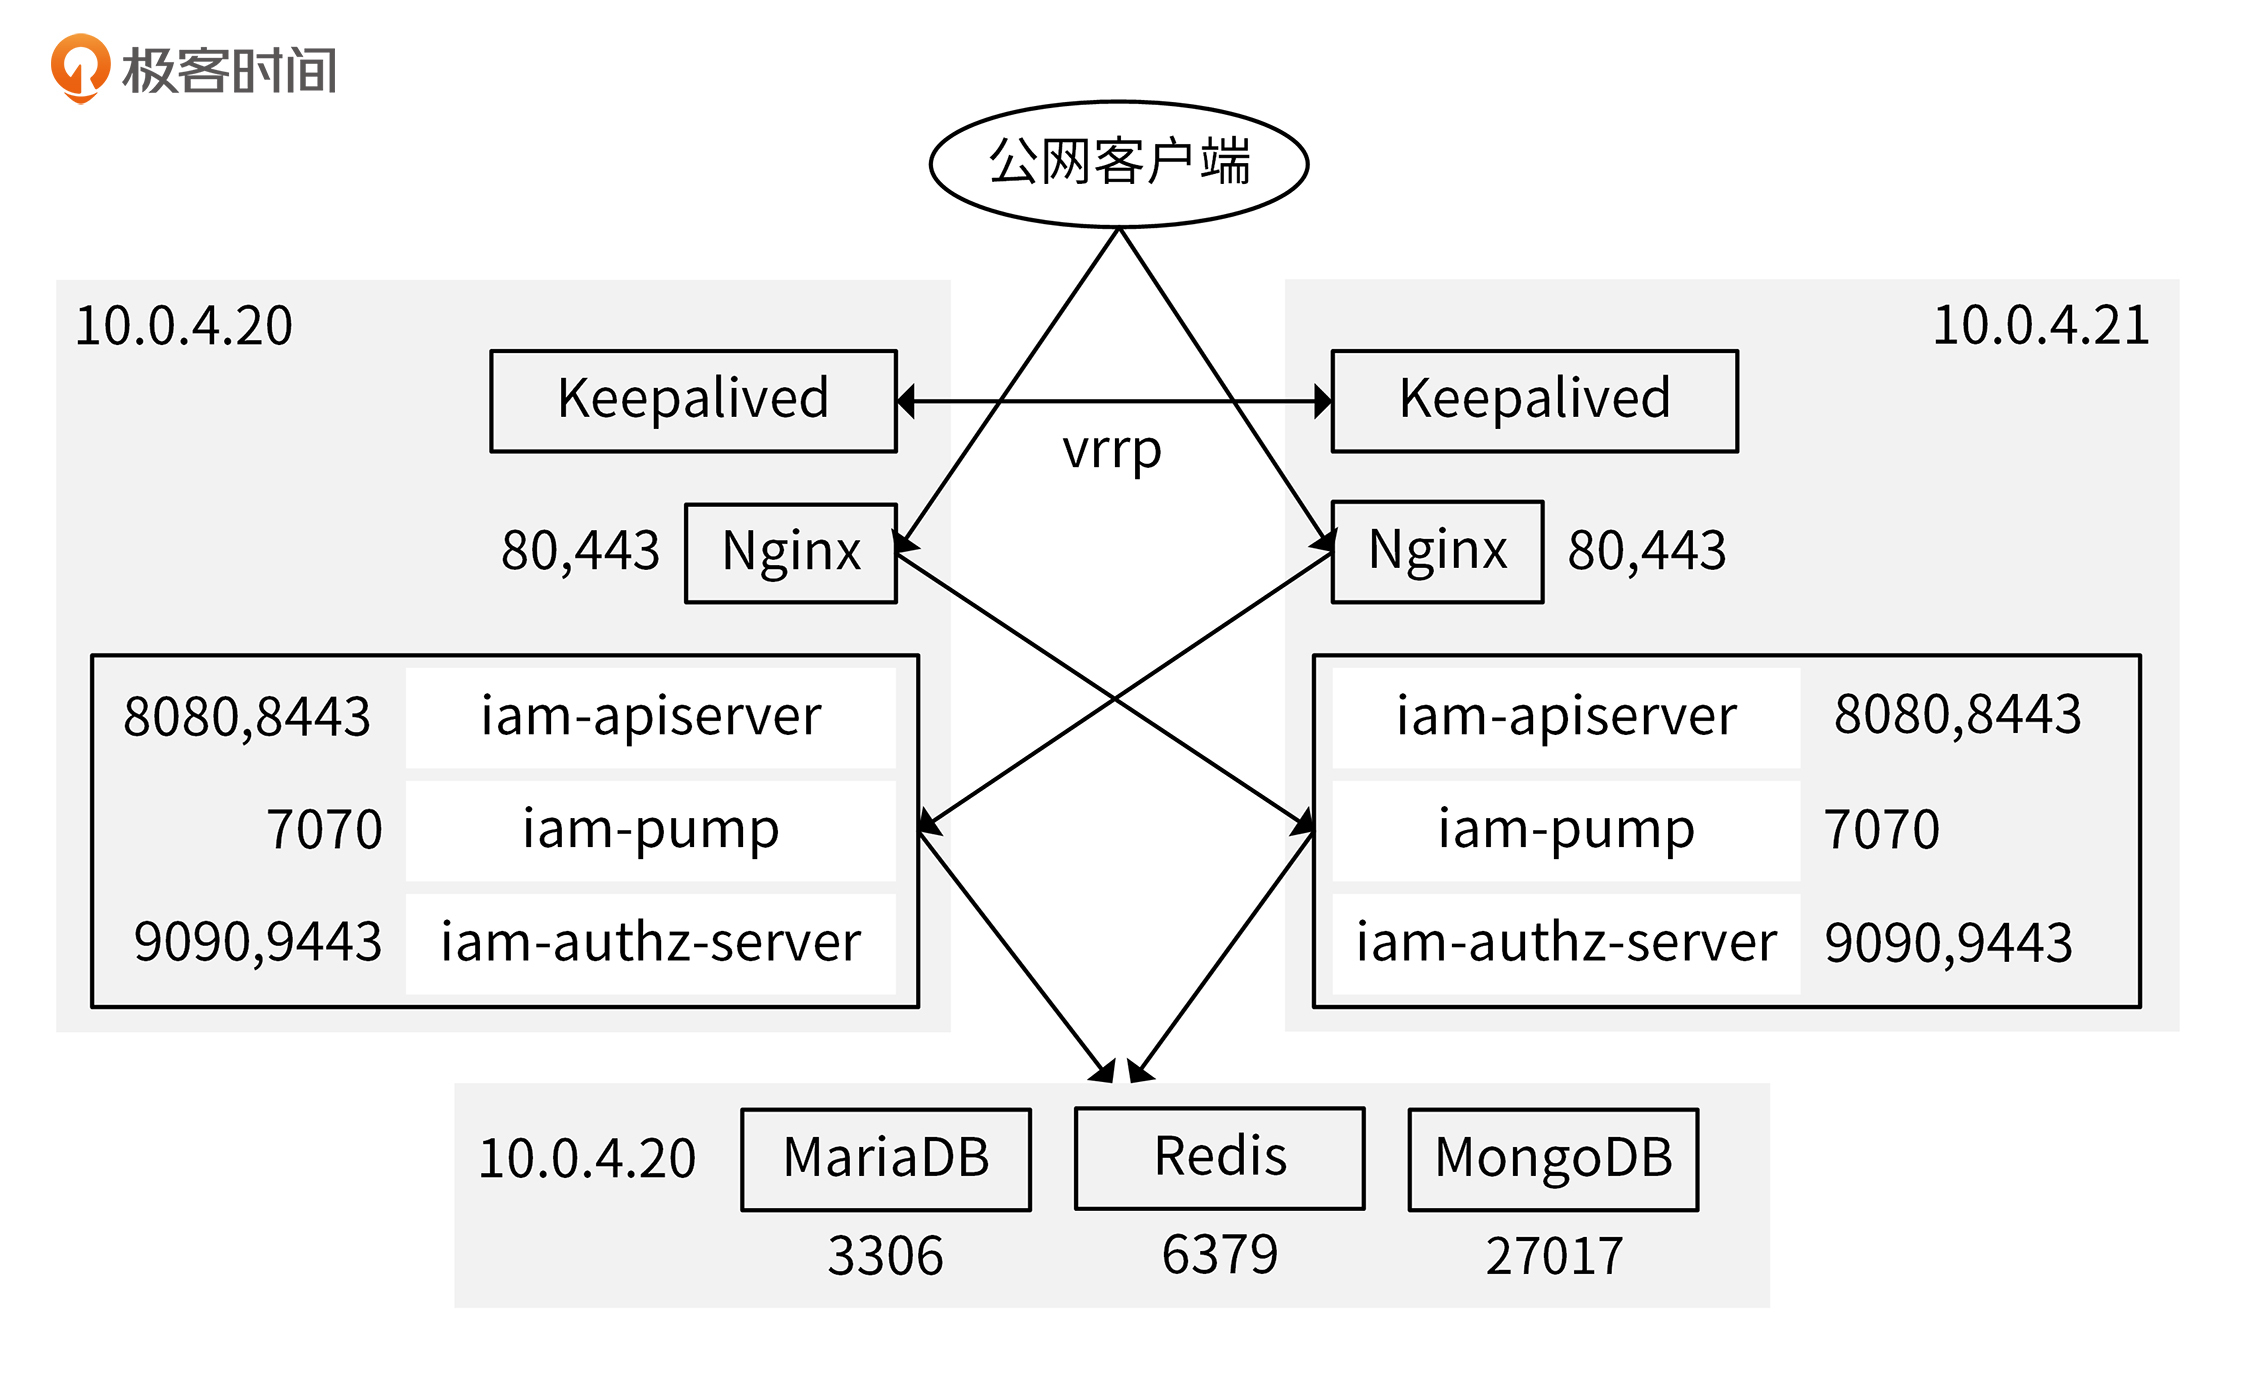 极客时间
公网客户端
10.0.4.20
10.0.4.21
Keepalived
Keepalived
vrrp
80,443
Nginx
Nginx
80,443
8080,8443
iam-apiserver
iam-apiserver
8080,8443
7070
iam-pump
iam-pump
7070
9090,9443
iam-authz-server
iam-authz-server
9090,9443
10.0.4.20
MariaDB
Redis
MongoDB
3306
6379
27017